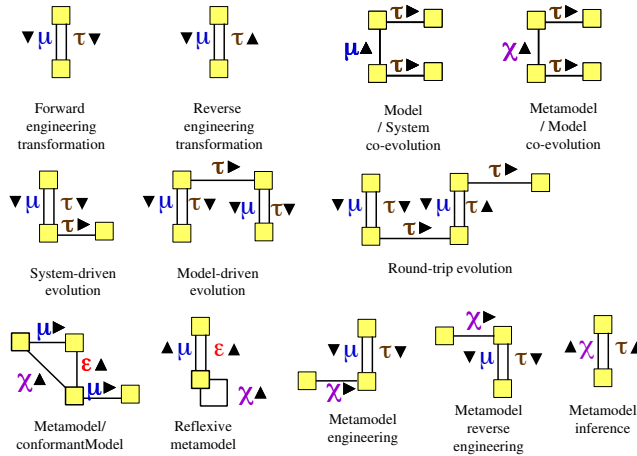 ▼μ τ▼
Forward
engineering
transformation
▼μ τ▲
Reverse
engineering
transformation
τ►
μ▲
τ►
Model
/ System
co-evolution
τ►
χ▲
τ►
Metamodel
/ Model
co-evolution
▼μ τ▼
τ►
System-driven
evolution
τ►
▼μ τ▼
▼μ τ▼
Model-driven
evolution
▼μ τ▼
τ►
▼μ τ▲
τ►
Round-trip evolution
μ►
ε▲
χ▲
μ►
Metamodel/
conformantModel
▲μ ε▲
χ▲
Reflexive
metamodel
▼μ τ▼
χ►
Metamodel
engineering
χ►
▼μ τ▼
Metamodel
reverse
engineering
▲χ τ▼
Metamodel
inference